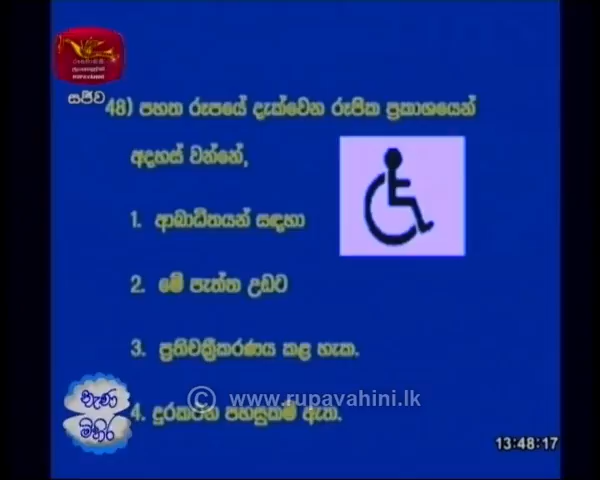 RUPAVAHINI
සජීව
48) පහත රූපයේ දැක්වෙන රූපික ප්‍රකාශයෙන්
අදහස් වන්නේ,
1. ආබාධිතයන් සඳහා
2. මේ පැත්ත උඩට
3. ප්‍රතිචක්‍රීකරණය කළ හැක.
© www.rupavahini.lk
4. දුරකථන පහසුකම් ඇත.
නැණ
මිහිර
13:48:17